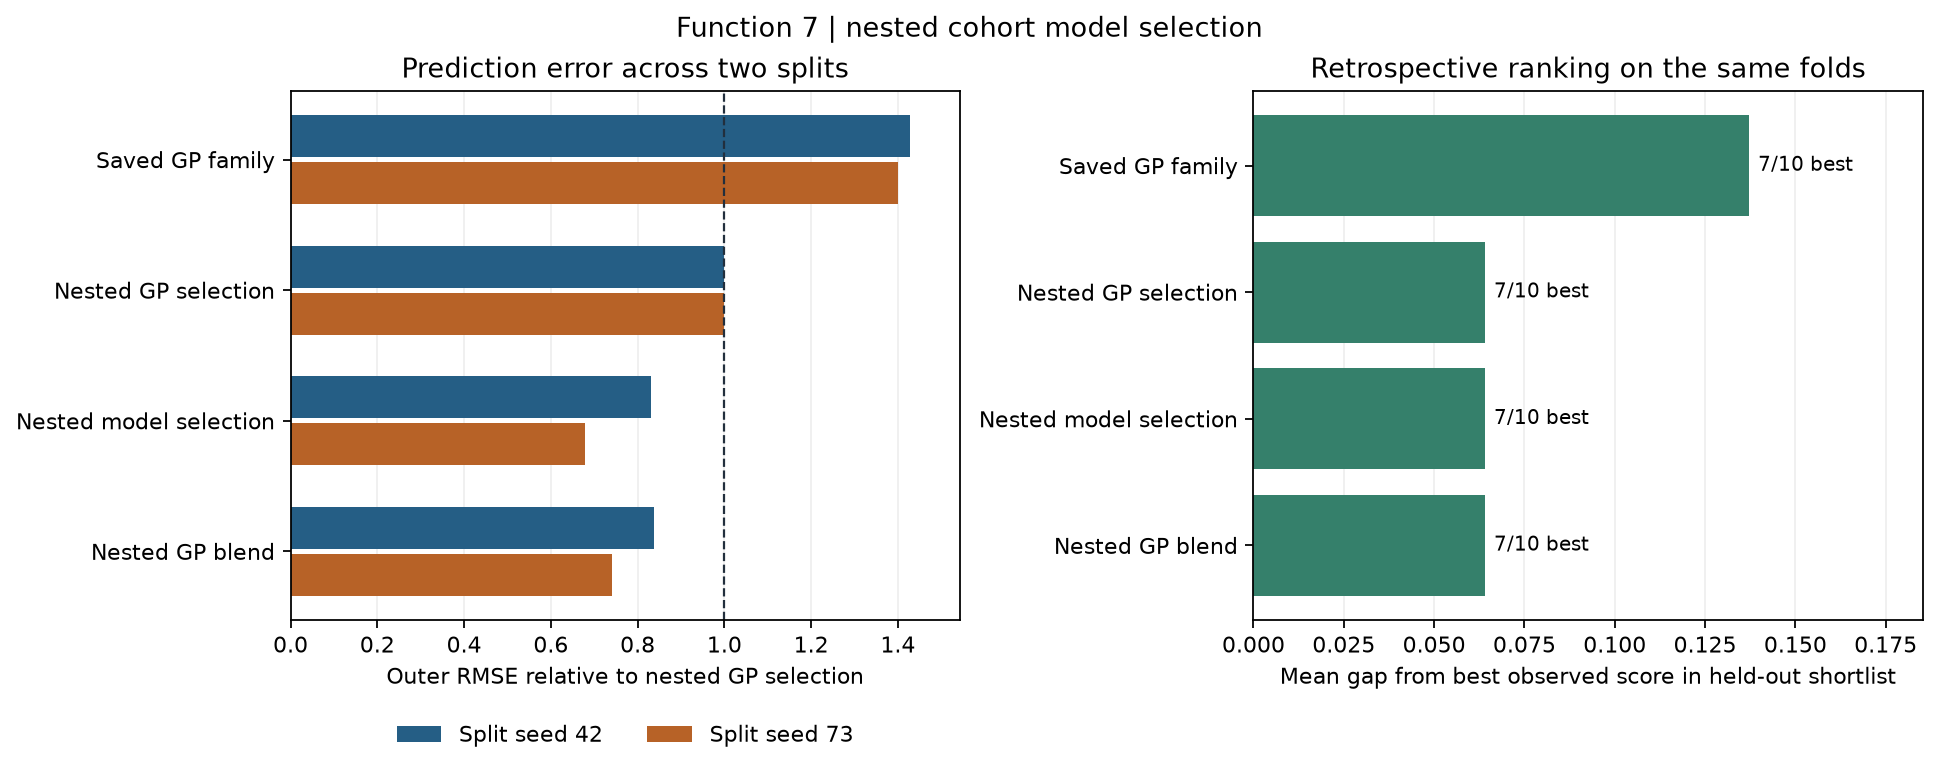 Function 7 | nested cohort model selection
Prediction error across two splits
Saved GP family
Nested GP selection
Nested model selection
Nested GP blend
0.0 0.2 0.4 0.6 0.8 1.0 1.2 1.4
Outer RMSE relative to nested GP selection
Split seed 42 Split seed 73
Retrospective ranking on the same folds
Saved GP family 7/10 best
Nested GP selection 7/10 best
Nested model selection 7/10 best
Nested GP blend 7/10 best
0.000 0.025 0.050 0.075 0.100 0.125 0.150 0.175
Mean gap from best observed score in held-out shortlist